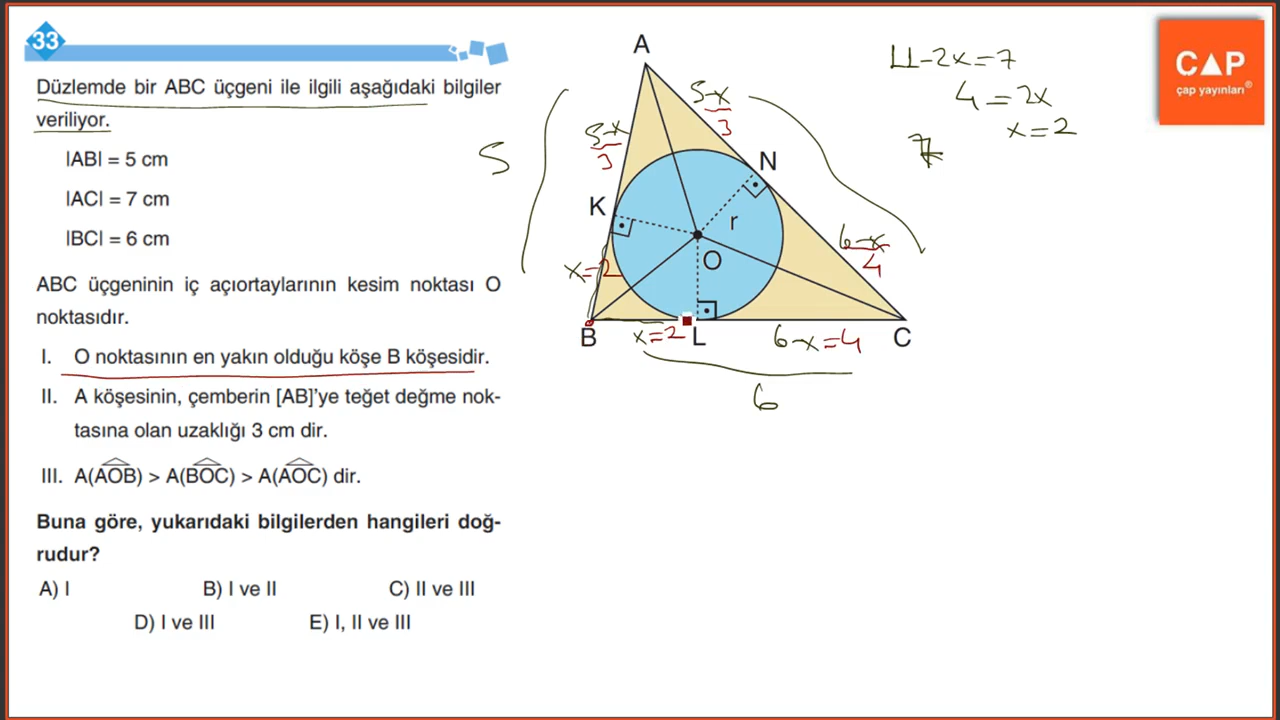 33
Düzlemde bir ABC üçgeni ile ilgili aşağıdaki bilgiler
veriliyor.
|AB| = 5 cm
|AC| = 7 cm
|BC| = 6 cm
ABC üçgeninin iç açıortaylarının kesim noktası O
noktasıdır.
I. O noktasının en yakın olduğu köşe B köşesidir.
II. A köşesinin, çemberin [AB]'ye teğet değme nok-
tasına olan uzaklığı 3 cm dir.
III. A(AOB) > A(BOC) > A(AOC) dir.
Buna göre, yukarıdaki bilgilerden hangileri doğ-
rudur?
A) I B) I ve II C) II ve III
D) I ve III E) I, II ve III
A
5-x
3
5-x
3
5
N
K
r
O
6-x
4
x=2
B
x=2
L
6-x=4
C
6
11-2x=7
4=2x
x=2
CAP
çap yayınları®